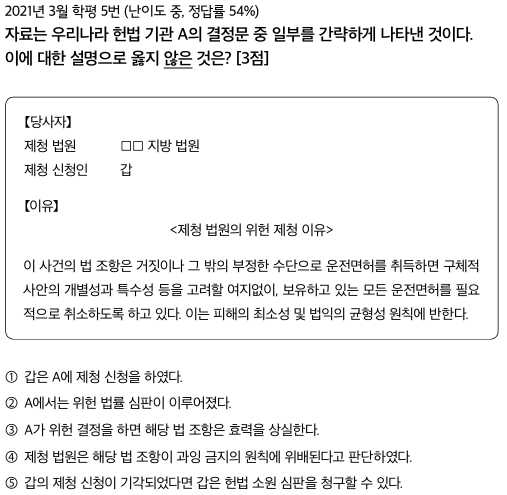 2021년 3월 학평 5번 (난이도 중, 정답률 54%)
자료는 우리나라 헌법 기관 A의 결정문 중 일부를 간략하게 나타낸 것이다.
이에 대한 설명으로 옳지 않은 것은? [3점]
【당사자】
제청 법원 □□ 지방 법원
제청 신청인 갑
【이유】
<제청 법원의 위헌 제청 이유>
이 사건의 법 조항은 거짓이나 그 밖의 부정한 수단으로 운전면허를 취득하면 구체적
사안의 개별성과 특수성 등을 고려할 여지없이, 보유하고 있는 모든 운전면허를 필요
적으로 취소하도록 하고 있다. 이는 피해의 최소성 및 법익의 균형성 원칙에 반한다.
① 갑은 A에 제청 신청을 하였다.
② A에서는 위헌 법률 심판이 이루어졌다.
③ A가 위헌 결정을 하면 해당 법 조항은 효력을 상실한다.
④ 제청 법원은 해당 법 조항이 과잉 금지의 원칙에 위배된다고 판단하였다.
⑤ 갑의 제청 신청이 기각되었다면 갑은 헌법 소원 심판을 청구할 수 있다.